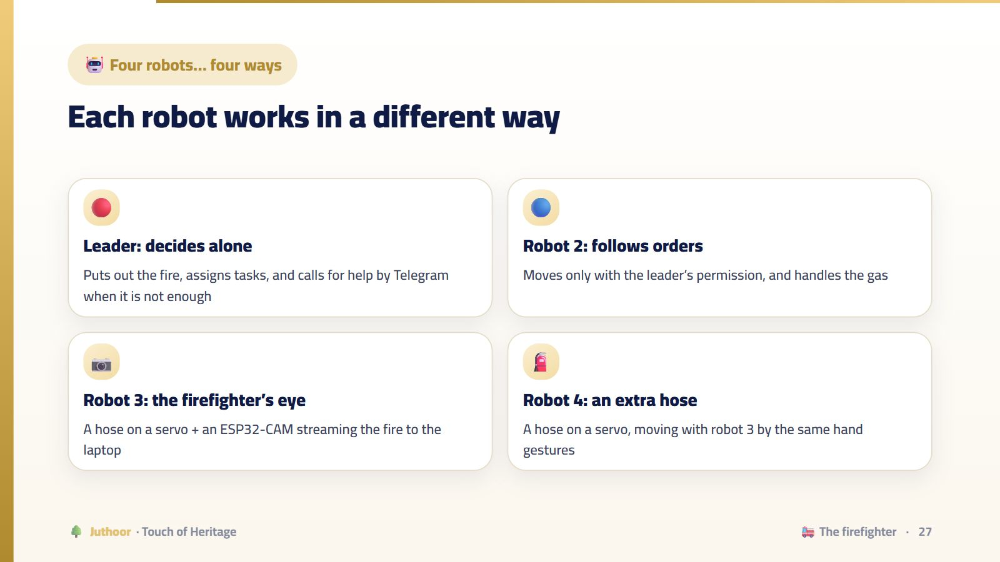 Four robots... four ways
Each robot works in a different way
Leader: decides alone
Puts out the fire, assigns tasks, and calls for help by Telegram
when it is not enough
Robot 2: follows orders
Moves only with the leader’s permission, and handles the gas
Robot 3: the firefighter’s eye
A hose on a servo + an ESP32-CAM streaming the fire to the
laptop
Robot 4: an extra hose
A hose on a servo, moving with robot 3 by the same hand
gestures
Juthoor · Touch of Heritage
The firefighter · 27